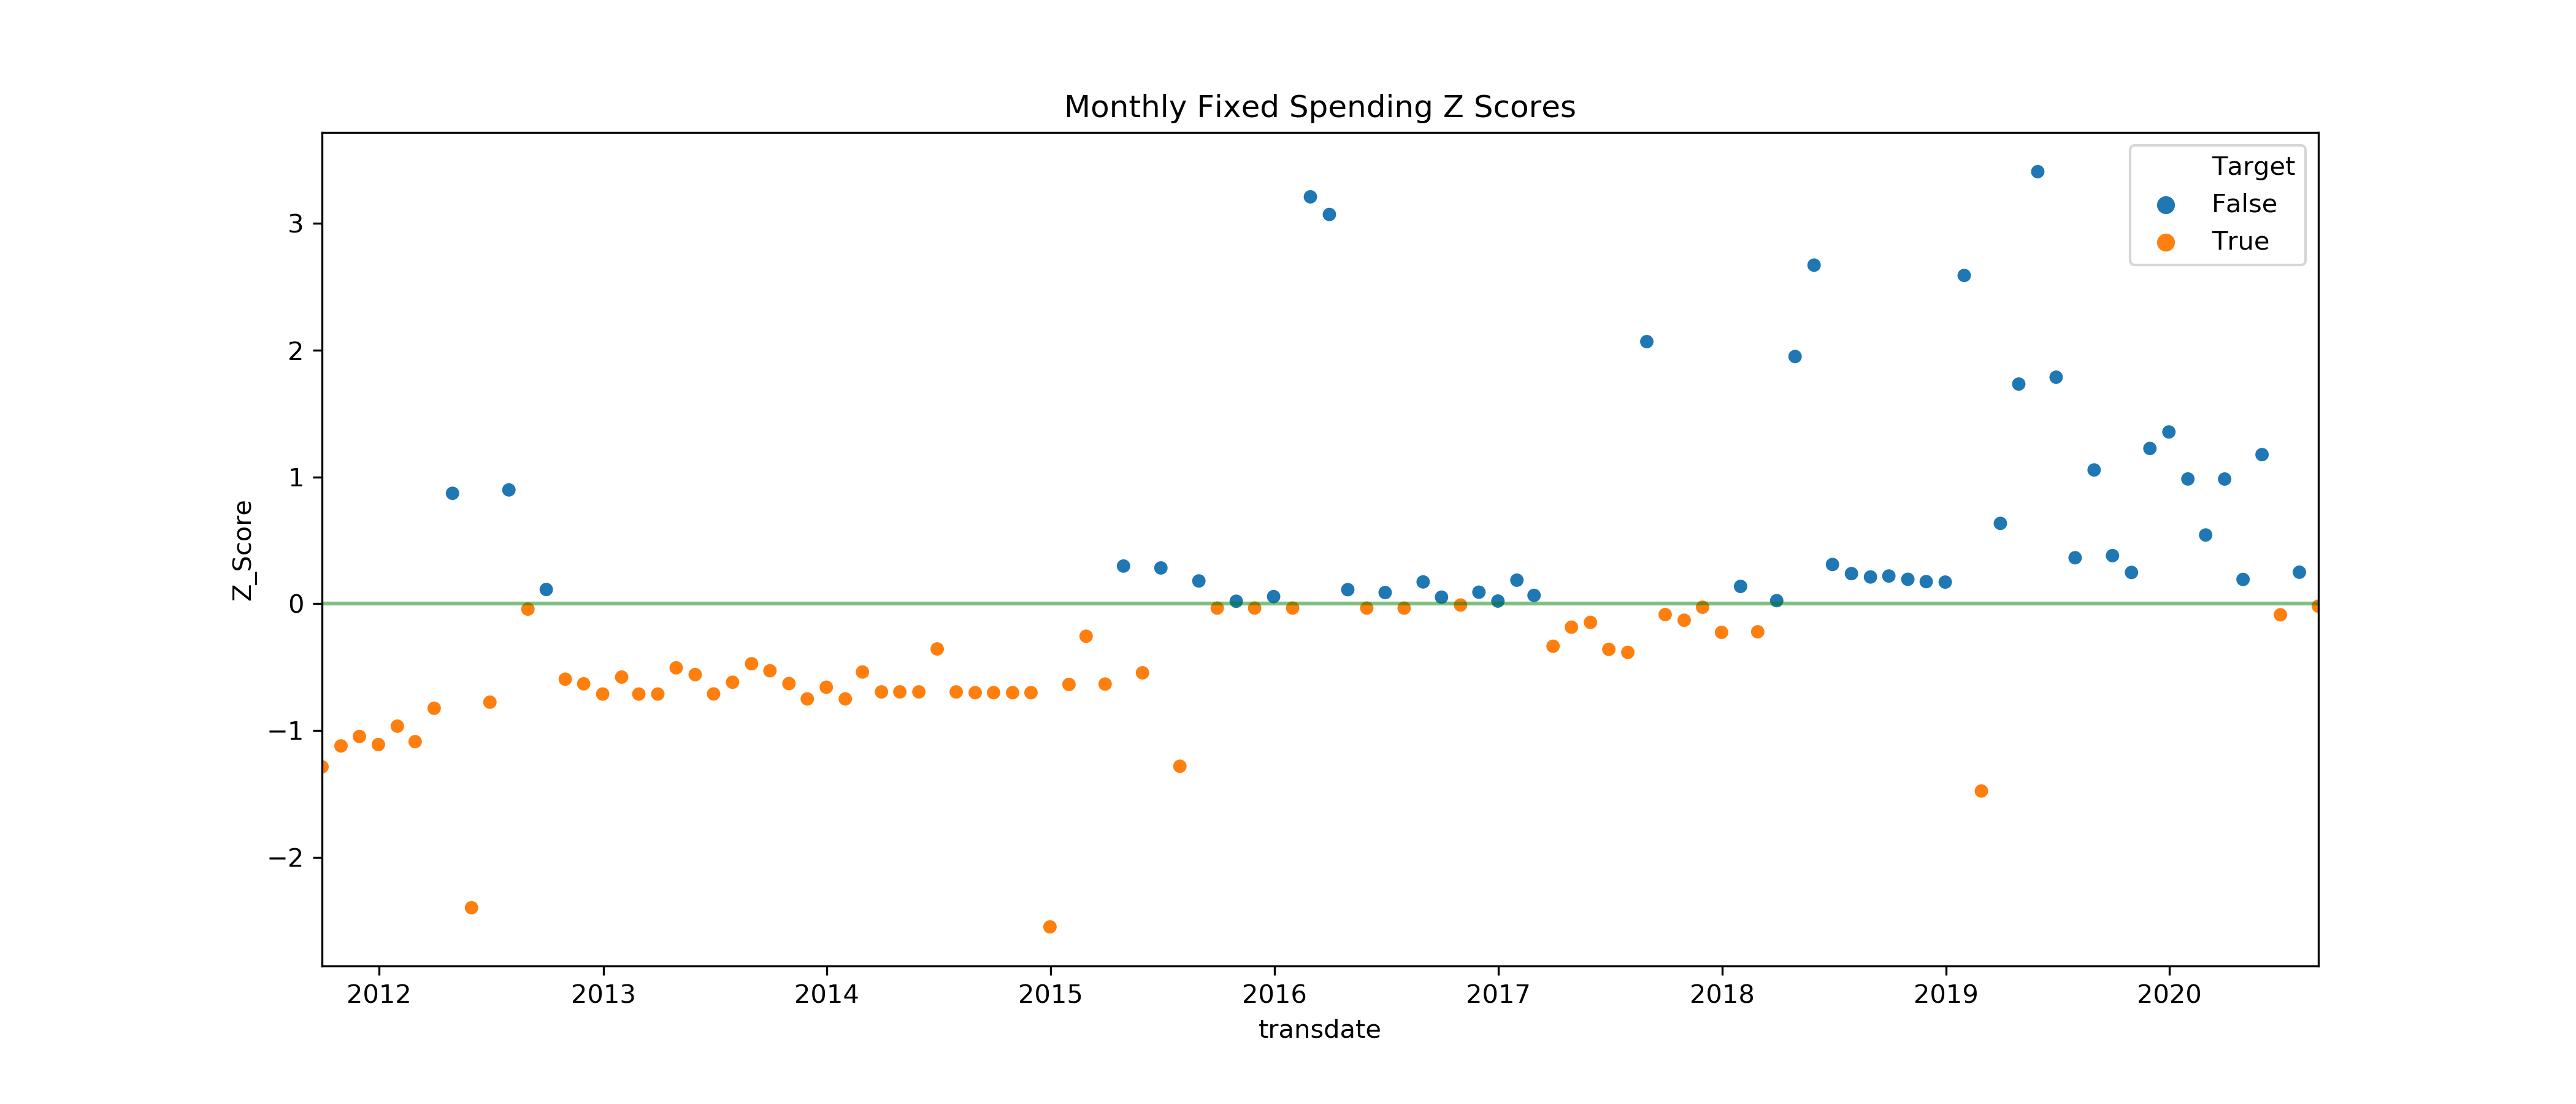 Monthly Fixed Spending Z Scores
Target
False
True
Z_Score
3
2
1
0
−1
−2
2012 2013 2014 2015 2016 2017 2018 2019 2020
transdate